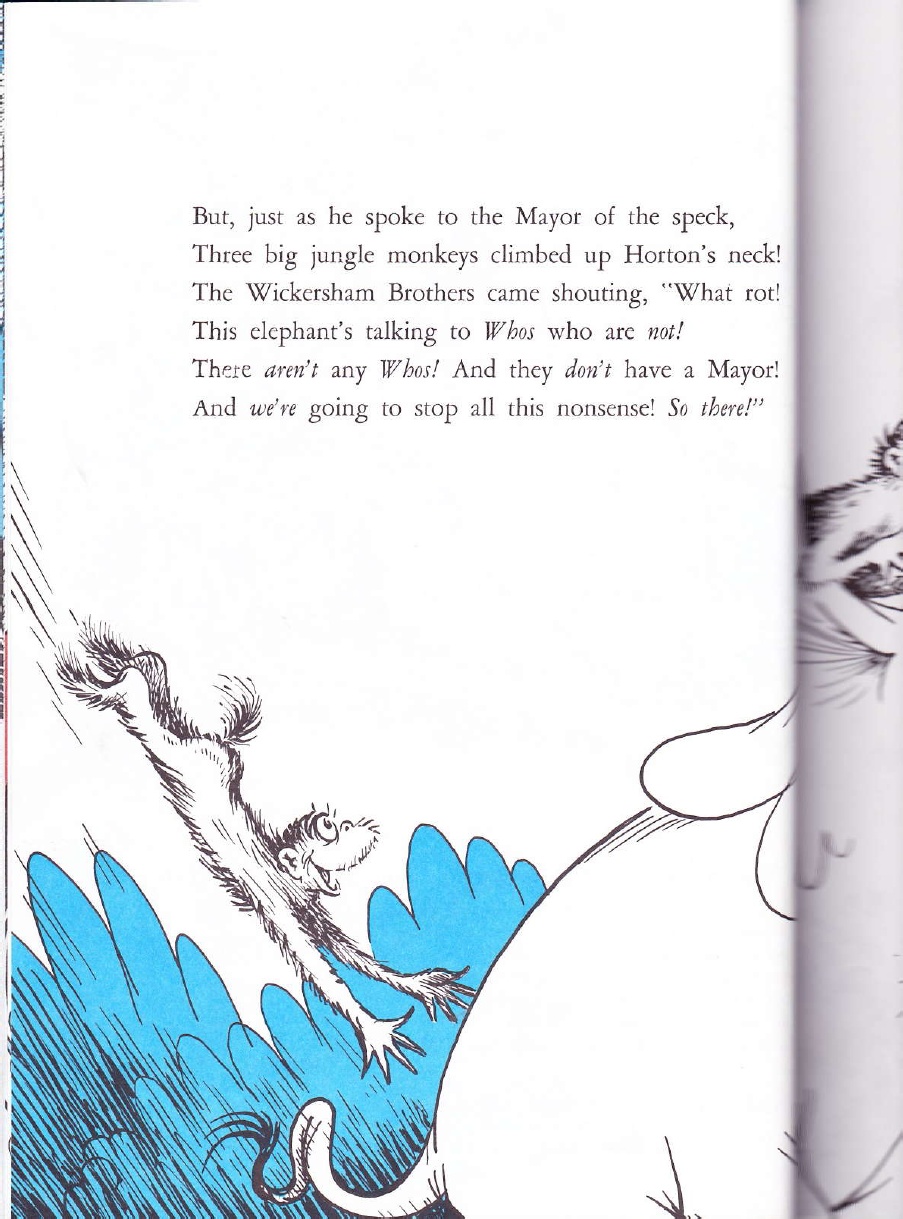 But, just as he spoke to the Mayor of the speck,
Three big jungle monkeys climbed up Horton's neck!
The Wickersham Brothers came shouting, "What rot!
This elephant's talking to Whos who are not!
There aren't any Whos! And they don't have a Mayor!
And we're going to stop all this nonsense! So there!"